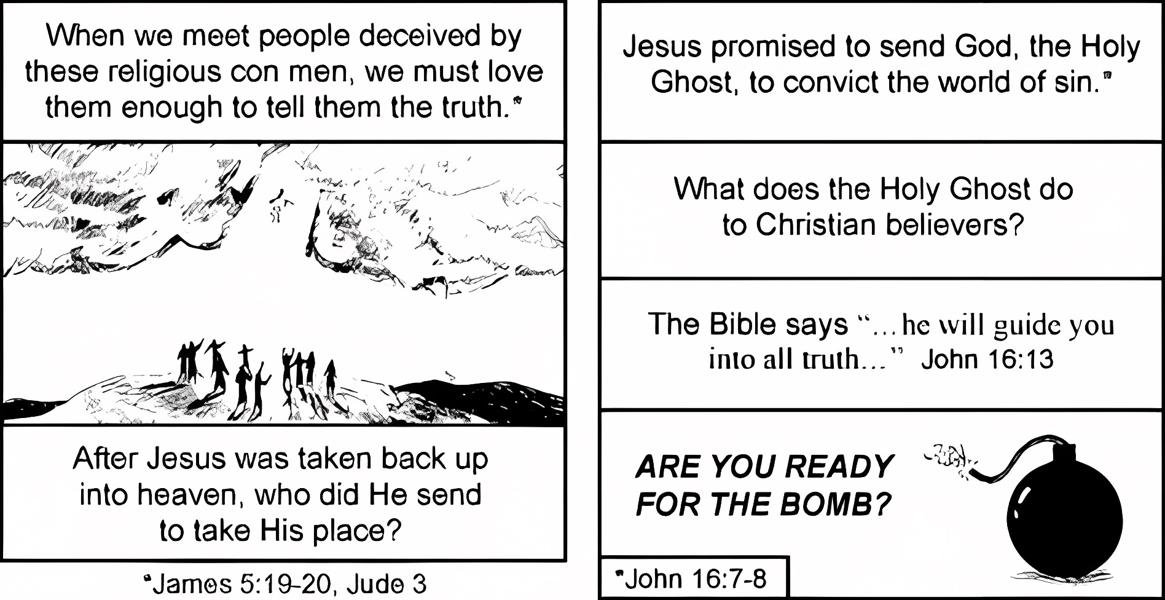 When we meet people deceived by
these religious con men, we must love
them enough to tell them the truth.*
After Jesus was taken back up
into heaven, who did He send
to take His place?
*James 5:19-20, Jude 3
Jesus promised to send God, the Holy
Ghost, to convict the world of sin.*
What does the Holy Ghost do
to Christian believers?
The Bible says “...he will guide you
into all truth...” John 16:13
ARE YOU READY
FOR THE BOMB?
*John 16:7-8